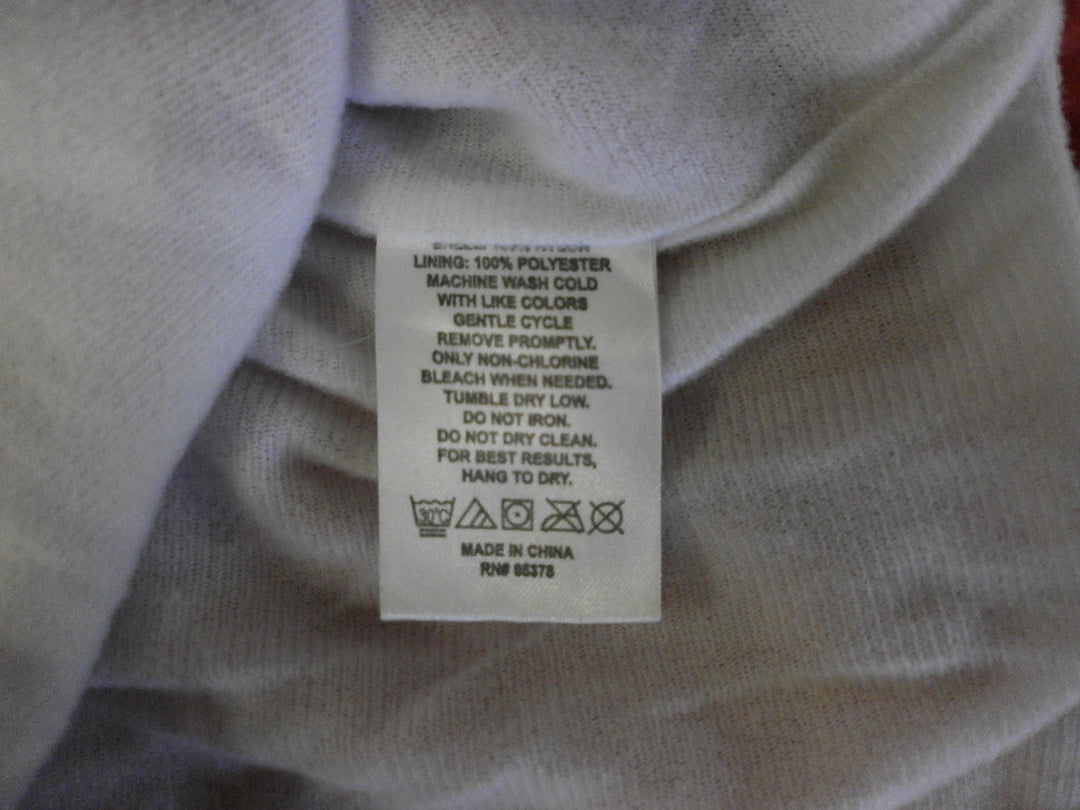 LINING: 100% POLYESTER
MACHINE WASH COLD
WITH LIKE COLORS
GENTLE CYCLE
REMOVE PROMPTLY.
ONLY NON-CHLORINE
BLEACH WHEN NEEDED.
TUMBLE DRY LOW.
DO NOT IRON.
DO NOT DRY CLEAN.
FOR BEST RESULTS,
HANG TO DRY.
30°C
MADE IN CHINA
RN#